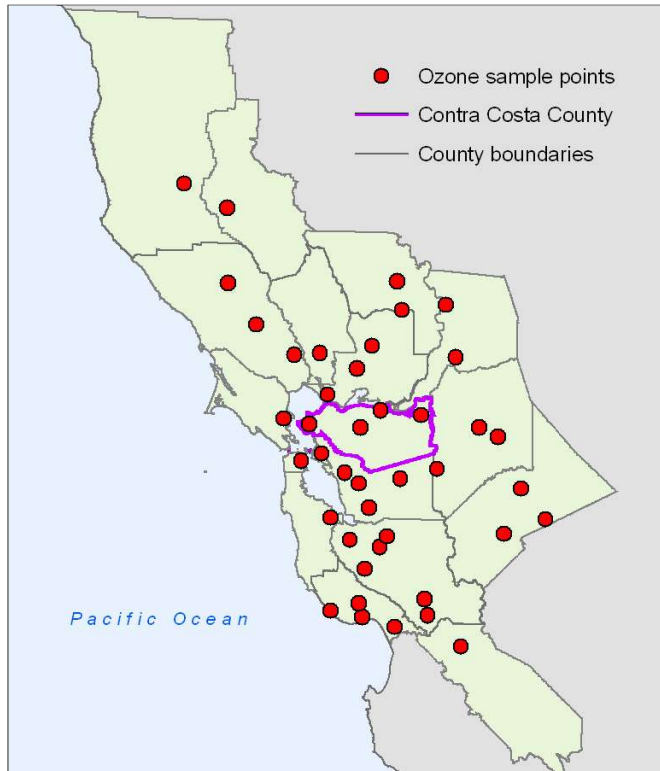 Ozone sample points
Contra Costa County
County boundaries
Pacific Ocean